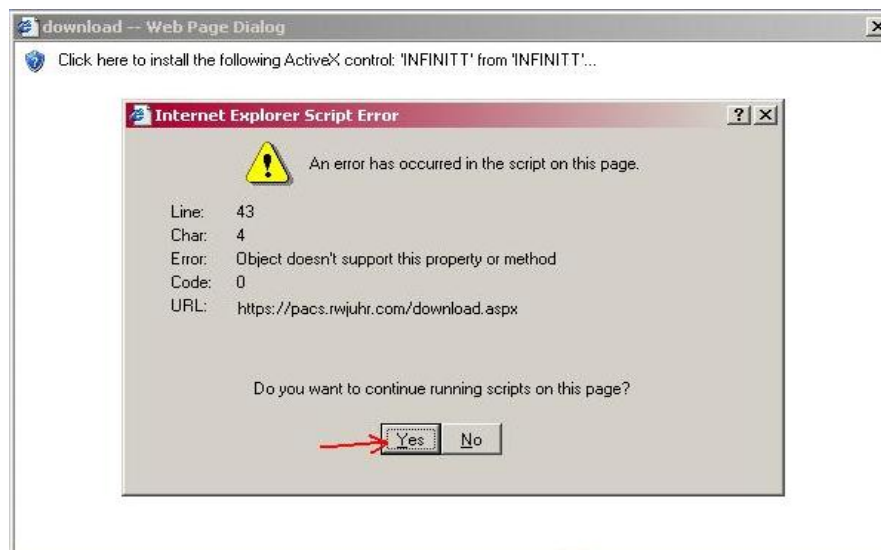 download -- Web Page Dialog
Click here to install the following ActiveX control: 'INFINITT' from 'INFINITT'...
Internet Explorer Script Error
An error has occurred in the script on this page.
Line: 43
Char: 4
Error: Object doesn't support this property or method
Code: 0
URL: https://pacs.rwjuhr.com/download.aspx
Do you want to continue running scripts on this page?
Yes No